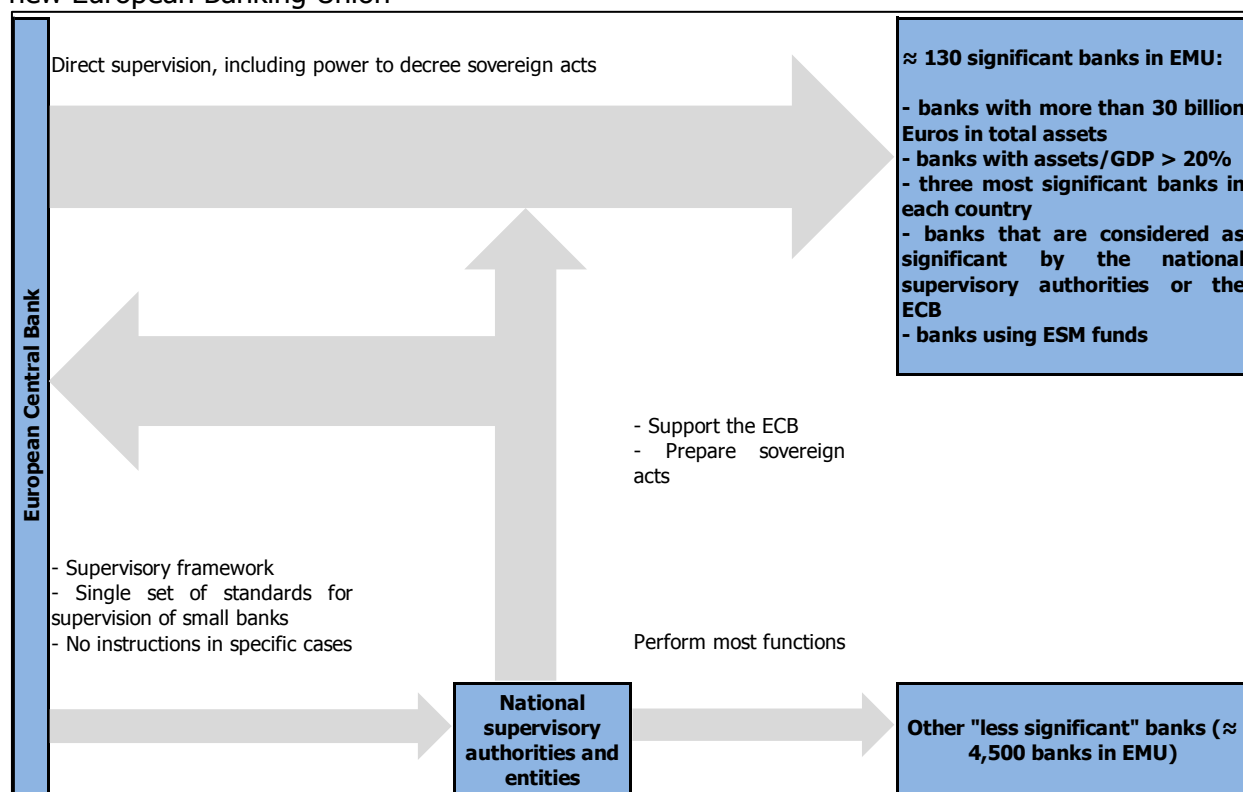 new European Banking Union
Direct supervision, including power to decree sovereign acts
≈ 130 significant banks in EMU:
- banks with more than 30 billion
Euros in total assets
- banks with assets/GDP > 20%
- three most significant banks in
each country
- banks that are considered as
significant by the national
supervisory authorities or the
ECB
- banks using ESM funds
European Central Bank
- Support the ECB
- Prepare sovereign
acts
- Supervisory framework
- Single set of standards for
supervision of small banks
- No instructions in specific cases
Perform most functions
National
supervisory
authorities and
entities
Other "less significant" banks (≈
4,500 banks in EMU)